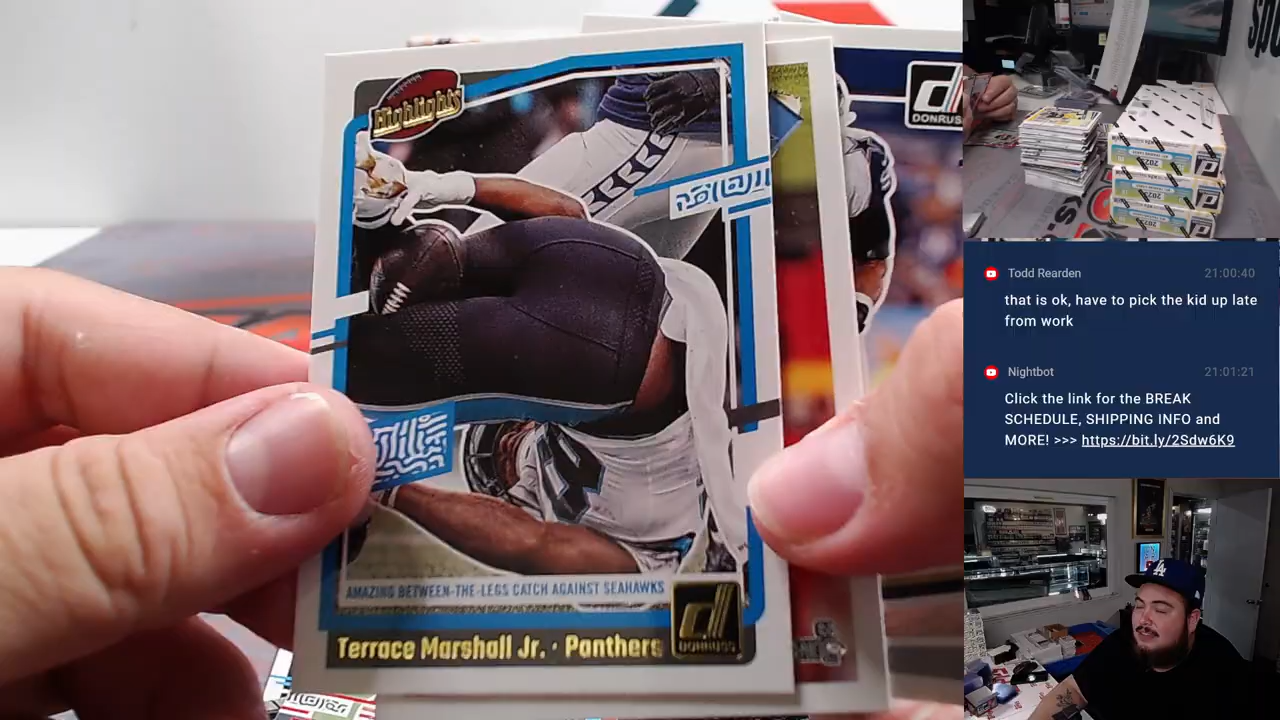 Highlights
DONRUSS
AMAZING BETWEEN-THE-LEGS CATCH AGAINST SEAHAWKS
Terrace Marshall Jr. · Panthers
d
DONRUSS
Todd Rearden
21:00:40
that is ok, have to pick the kid up late
from work
Nightbot
21:01:21
Click the link for the BREAK
SCHEDULE, SHIPPING INFO and
MORE! >>> https://bit.ly/2Sdw6K9
LA